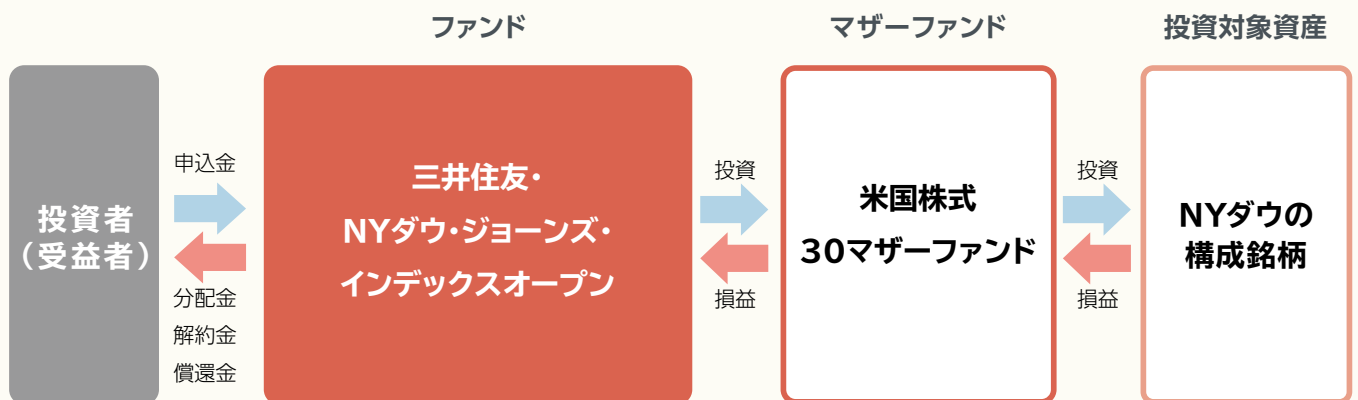 ファンド
マザーファンド
投資対象資産
投資者
(受益者)
申込金
分配金
解約金
償還金
三井住友・
NYダウ・ジョーンズ・
インデックスオープン
投資
損益
米国株式
30マザーファンド
投資
損益
NYダウの
構成銘柄